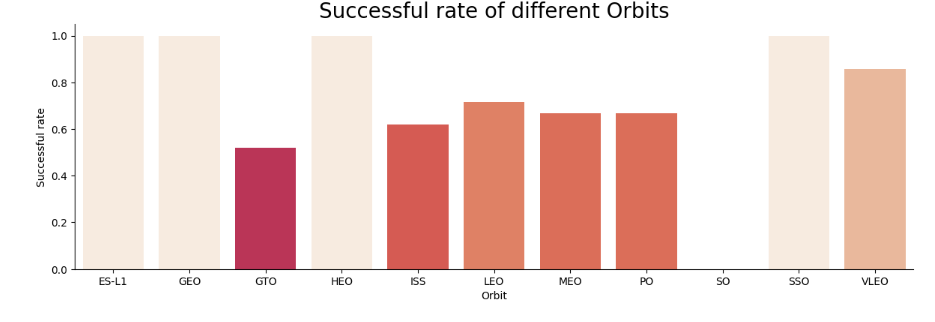 Successful rate of different Orbits
1.0
0.8
0.6
0.4
0.2
0.0
Successful rate
ES-L1 GEO GTO HEO ISS LEO MEO PO SO SSO VLEO
Orbit